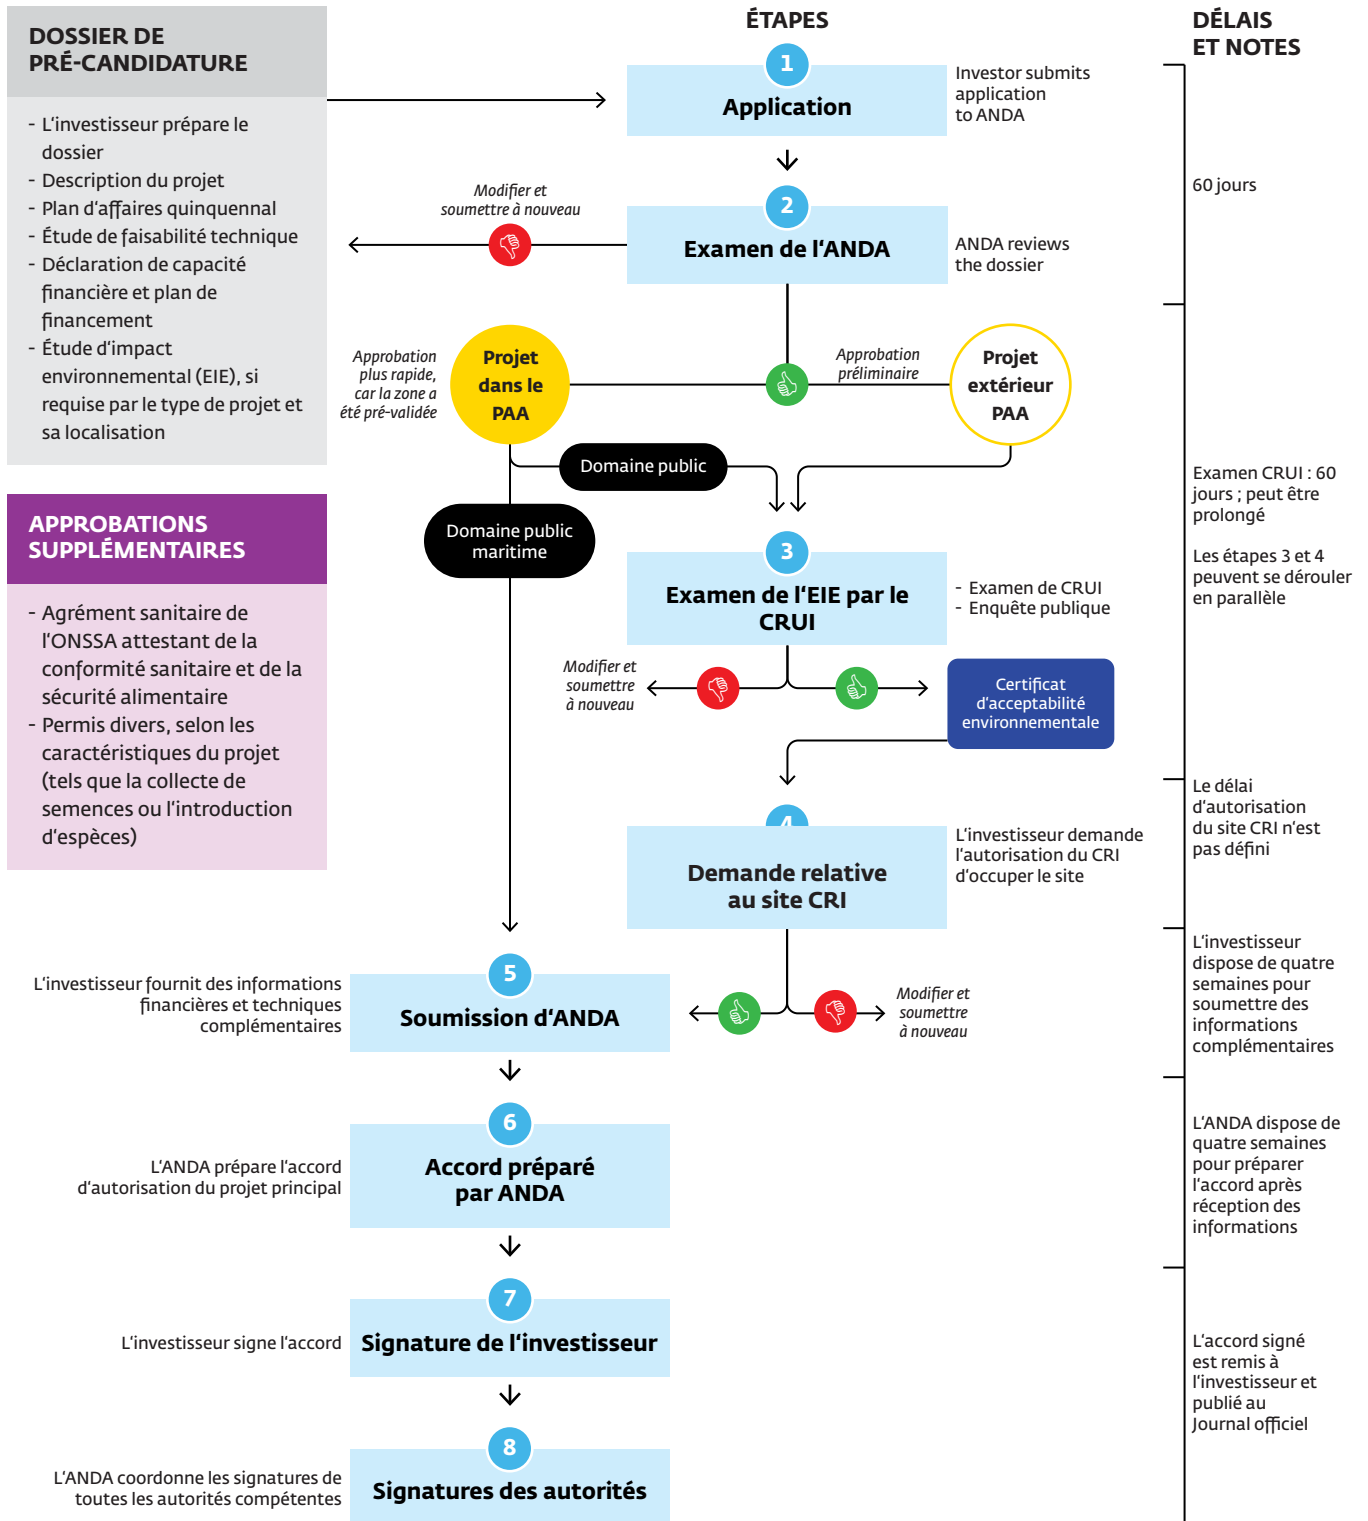 DOSSIER DE
PRÉ-CANDIDATURE
- L'investisseur prépare le
dossier
- Description du projet
- Plan d'affaires quinquennal
- Étude de faisabilité technique
- Déclaration de capacité
financière et plan de
financement
- Étude d'impact
environnemental (EIE), si
requise par le type de projet et
sa localisation
APPROBATIONS
SUPPLÉMENTAIRES
- Agrément sanitaire de
l'ONSSA attestant de la
conformité sanitaire et de la
sécurité alimentaire
- Permis divers, selon les
caractéristiques du projet
(tels que la collecte de
semences ou l'introduction
d'espèces)
ÉTAPES
1
Application
Investor submits
application
to ANDA
2
Examen de l'ANDA
ANDA reviews
the dossier
Modifier et
soumettre à nouveau
Approbation
plus rapide,
car la zone a
été pré-validée
Projet
dans le
PAA
Approbation
préliminaire
Projet
extérieur
PAA
Domaine public
Domaine public
maritime
3
Examen de l'EIE par le
CRUI
- Examen de CRUI
- Enquête publique
Modifier et
soumettre
à nouveau
Certificat
d'acceptabilité
environnementale
4
Demande relative
au site CRI
L'investisseur demande
l'autorisation du CRI
d'occuper le site
Modifier et
soumettre
à nouveau
5
Soumission d'ANDA
L'investisseur fournit des informations
financières et techniques
complémentaires
6
Accord préparé
par ANDA
L'ANDA prépare l'accord
d'autorisation du projet principal
7
Signature de l'investisseur
L'investisseur signe l'accord
8
Signatures des autorités
L'ANDA coordonne les signatures de
toutes les autorités compétentes
DÉLAIS
ET NOTES
60 jours
Examen CRUI : 60
jours ; peut être
prolongé
Les étapes 3 et 4
peuvent se dérouler
en parallèle
Le délai
d'autorisation
du site CRI n'est
pas défini
L'investisseur
dispose de quatre
semaines pour
soumettre des
informations
complémentaires
L'ANDA dispose de
quatre semaines
pour préparer
l'accord après
réception des
informations
L'accord signé
est remis à
l'investisseur et
publié au
Journal officiel